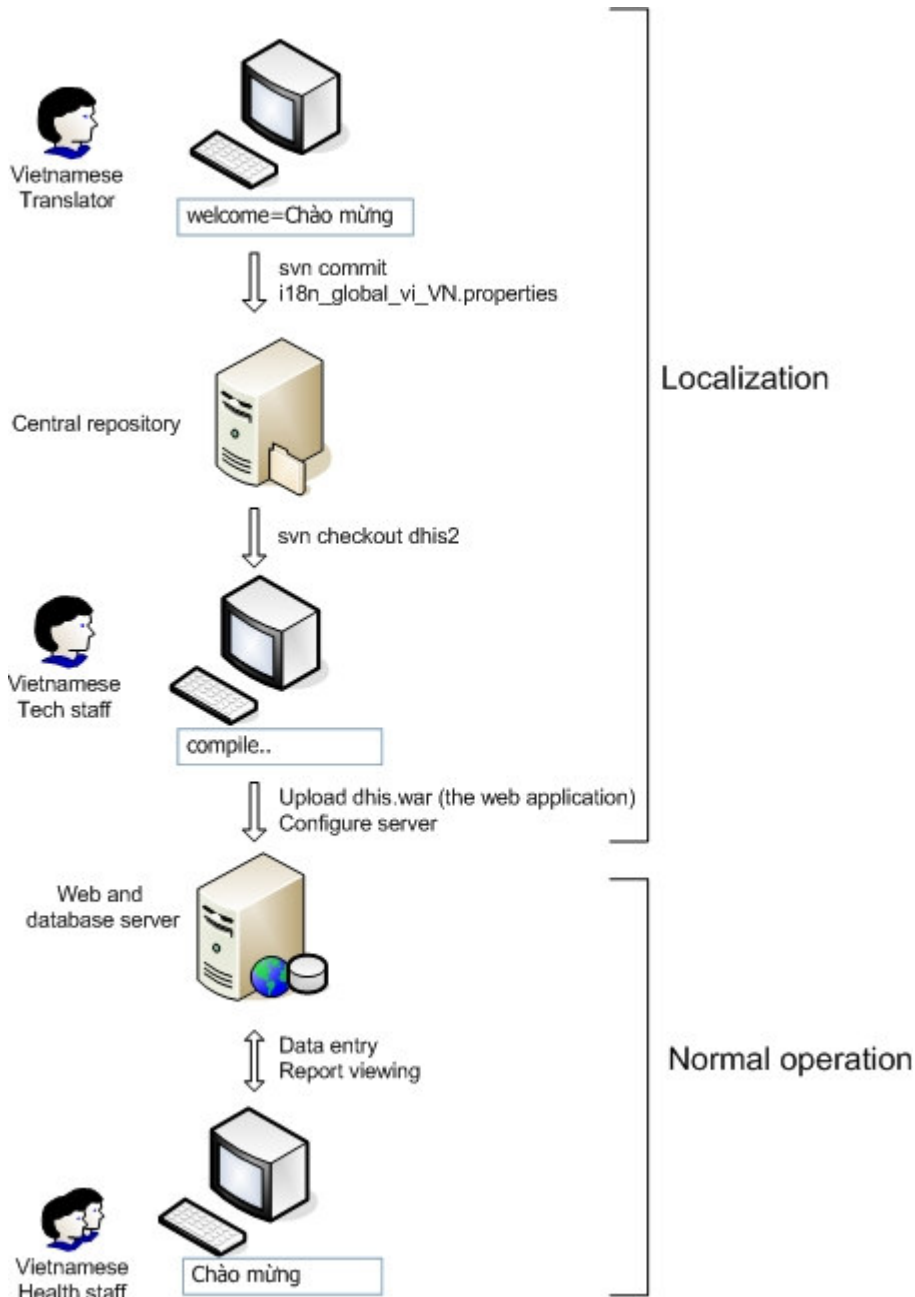 Vietnamese
Translator
welcome=Chào mừng
svn commit
i18n_global_vi_VN.properties
Localization
Central repository
svn checkout dhis2
Vietnamese
Tech staff
compile..
Upload dhis.war (the web application)
Configure server
Web and
database server
Data entry
Report viewing
Normal operation
Vietnamese
Health staff
Chào mừng